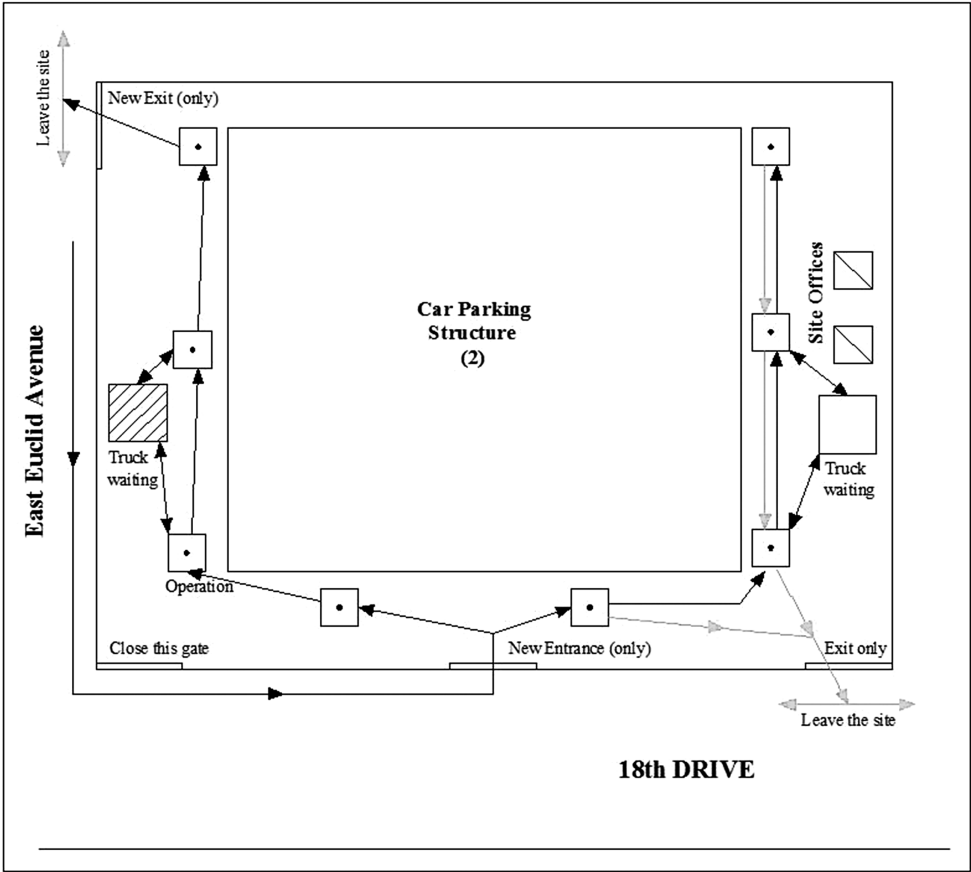 Leave the site
New Exit (only)
Car Parking
Structure
(2)
Site Offices
East Euclid Avenue
Truck
waiting
Truck
waiting
Operation
Close this gate
New Entrance (only)
Exit only
Leave the site
18th DRIVE